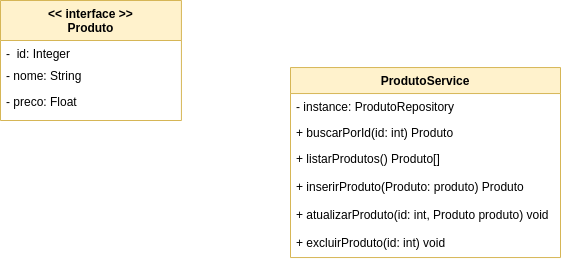 << interface >>
Produto
- id: Integer
- nome: String
- preco: Float
ProdutoService
- instance: ProdutoRepository
+ buscarPorId(id: int) Produto
+ listarProdutos() Produto[]
+ inserirProduto(Produto: produto) Produto
+ atualizarProduto(id: int, Produto produto) void
+ excluirProduto(id: int) void